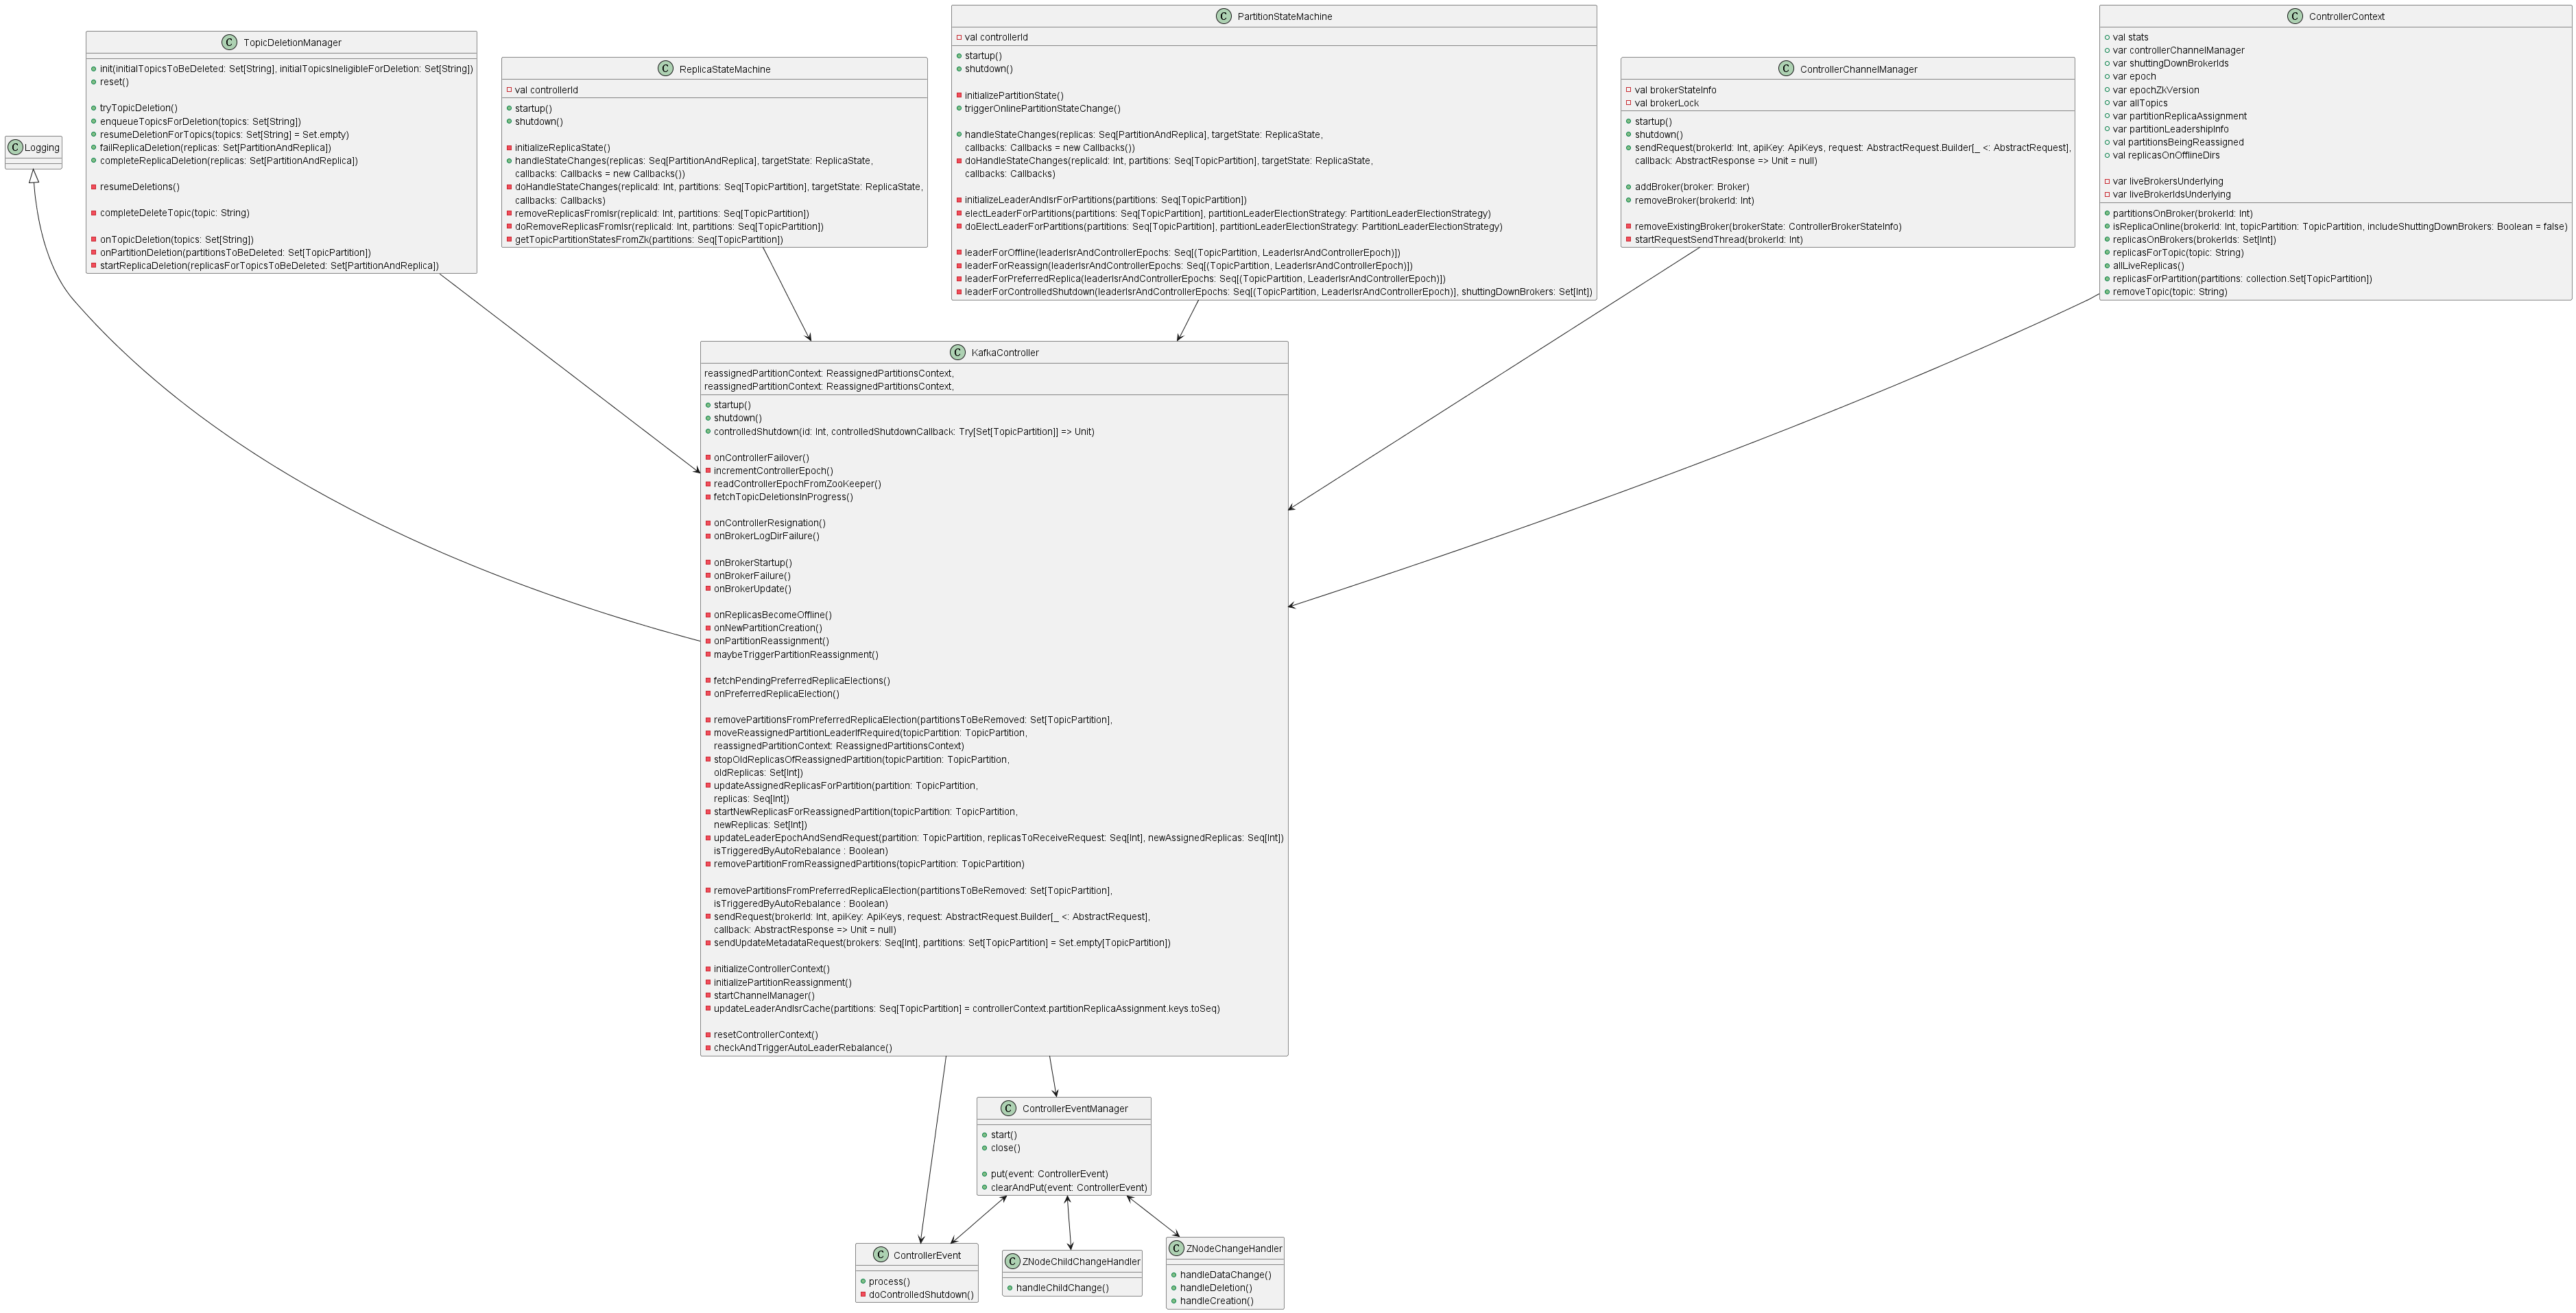 Logging
TopicDeletionManager
init(initialTopicsToBeDeleted: Set[String], initialTopicsIneligibleForDeletion: Set[String])
reset()
tryTopicDeletion()
enqueueTopicsForDeletion(topics: Set[String])
resumeDeletionForTopics(topics: Set[String] = Set.empty)
failReplicaDeletion(replicas: Set[PartitionAndReplica])
completeReplicaDeletion(replicas: Set[PartitionAndReplica])
resumeDeletions()
completeDeleteTopic(topic: String)
onTopicDeletion(topics: Set[String])
onPartitionDeletion(partitionsToBeDeleted: Set[TopicPartition])
startReplicaDeletion(replicasForTopicsToBeDeleted: Set[PartitionAndReplica])
ReplicaStateMachine
val controllerId
startup()
shutdown()
initializeReplicaState()
handleStateChanges(replicas: Seq[PartitionAndReplica], targetState: ReplicaState,
callbacks: Callbacks = new Callbacks())
doHandleStateChanges(replicaId: Int, partitions: Seq[TopicPartition], targetState: ReplicaState,
callbacks: Callbacks)
removeReplicasFromIsr(replicaId: Int, partitions: Seq[TopicPartition])
doRemoveReplicasFromIsr(replicaId: Int, partitions: Seq[TopicPartition])
getTopicPartitionStatesFromZk(partitions: Seq[TopicPartition])
PartitionStateMachine
val controllerId
startup()
shutdown()
initializePartitionState()
triggerOnlinePartitionStateChange()
handleStateChanges(replicas: Seq[PartitionAndReplica], targetState: ReplicaState,
callbacks: Callbacks = new Callbacks())
doHandleStateChanges(replicaId: Int, partitions: Seq[TopicPartition], targetState: ReplicaState,
callbacks: Callbacks)
initializeLeaderAndIsrForPartitions(partitions: Seq[TopicPartition])
electLeaderForPartitions(partitions: Seq[TopicPartition], partitionLeaderElectionStrategy: PartitionLeaderElectionStrategy)
doElectLeaderForPartitions(partitions: Seq[TopicPartition], partitionLeaderElectionStrategy: PartitionLeaderElectionStrategy)
leaderForOffline(leaderIsrAndControllerEpochs: Seq[(TopicPartition, LeaderIsrAndControllerEpoch)])
leaderForReassign(leaderIsrAndControllerEpochs: Seq[(TopicPartition, LeaderIsrAndControllerEpoch)])
leaderForPreferredReplica(leaderIsrAndControllerEpochs: Seq[(TopicPartition, LeaderIsrAndControllerEpoch)])
leaderForControlledShutdown(leaderIsrAndControllerEpochs: Seq[(TopicPartition, LeaderIsrAndControllerEpoch)], shuttingDownBrokers: Set[Int])
ControllerChannelManager
val brokerStateInfo
val brokerLock
startup()
shutdown()
sendRequest(brokerId: Int, apiKey: ApiKeys, request: AbstractRequest.Builder[_ <: AbstractRequest],
callback: AbstractResponse => Unit = null)
addBroker(broker: Broker)
removeBroker(brokerId: Int)
removeExistingBroker(brokerState: ControllerBrokerStateInfo)
startRequestSendThread(brokerId: Int)
ControllerContext
val stats
var controllerChannelManager
var shuttingDownBrokerIds
var epoch
var epochZkVersion
var allTopics
var partitionReplicaAssignment
var partitionLeadershipInfo
val partitionsBeingReassigned
val replicasOnOfflineDirs
var liveBrokersUnderlying
var liveBrokerIdsUnderlying
partitionsOnBroker(brokerId: Int)
isReplicaOnline(brokerId: Int, topicPartition: TopicPartition, includeShuttingDownBrokers: Boolean = false)
replicasOnBrokers(brokerIds: Set[Int])
replicasForTopic(topic: String)
allLiveReplicas()
replicasForPartition(partitions: collection.Set[TopicPartition])
removeTopic(topic: String)
KafkaController
reassignedPartitionContext: ReassignedPartitionsContext,
reassignedPartitionContext: ReassignedPartitionsContext,
startup()
shutdown()
controlledShutdown(id: Int, controlledShutdownCallback: Try[Set[TopicPartition]] => Unit)
onControllerFailover()
incrementControllerEpoch()
readControllerEpochFromZooKeeper()
fetchTopicDeletionsInProgress()
onControllerResignation()
onBrokerLogDirFailure()
onBrokerStartup()
onBrokerFailure()
onBrokerUpdate()
onReplicasBecomeOffline()
onNewPartitionCreation()
onPartitionReassignment()
maybeTriggerPartitionReassignment()
fetchPendingPreferredReplicaElections()
onPreferredReplicaElection()
removePartitionsFromPreferredReplicaElection(partitionsToBeRemoved: Set[TopicPartition],
moveReassignedPartitionLeaderIfRequired(topicPartition: TopicPartition,
reassignedPartitionContext: ReassignedPartitionsContext)
stopOldReplicasOfReassignedPartition(topicPartition: TopicPartition,
oldReplicas: Set[Int])
updateAssignedReplicasForPartition(partition: TopicPartition,
replicas: Seq[Int])
startNewReplicasForReassignedPartition(topicPartition: TopicPartition,
newReplicas: Set[Int])
updateLeaderEpochAndSendRequest(partition: TopicPartition, replicasToReceiveRequest: Seq[Int], newAssignedReplicas: Seq[Int])
isTriggeredByAutoRebalance : Boolean)
removePartitionFromReassignedPartitions(topicPartition: TopicPartition)
removePartitionsFromPreferredReplicaElection(partitionsToBeRemoved: Set[TopicPartition],
isTriggeredByAutoRebalance : Boolean)
sendRequest(brokerId: Int, apiKey: ApiKeys, request: AbstractRequest.Builder[_ <: AbstractRequest],
callback: AbstractResponse => Unit = null)
sendUpdateMetadataRequest(brokers: Seq[Int], partitions: Set[TopicPartition] = Set.empty[TopicPartition])
initializeControllerContext()
initializePartitionReassignment()
startChannelManager()
updateLeaderAndIsrCache(partitions: Seq[TopicPartition] = controllerContext.partitionReplicaAssignment.keys.toSeq)
resetControllerContext()
checkAndTriggerAutoLeaderRebalance()
ControllerEventManager
start()
close()
put(event: ControllerEvent)
clearAndPut(event: ControllerEvent)
ControllerEvent
process()
doControlledShutdown()
ZNodeChildChangeHandler
handleChildChange()
ZNodeChangeHandler
handleDataChange()
handleDeletion()
handleCreation()